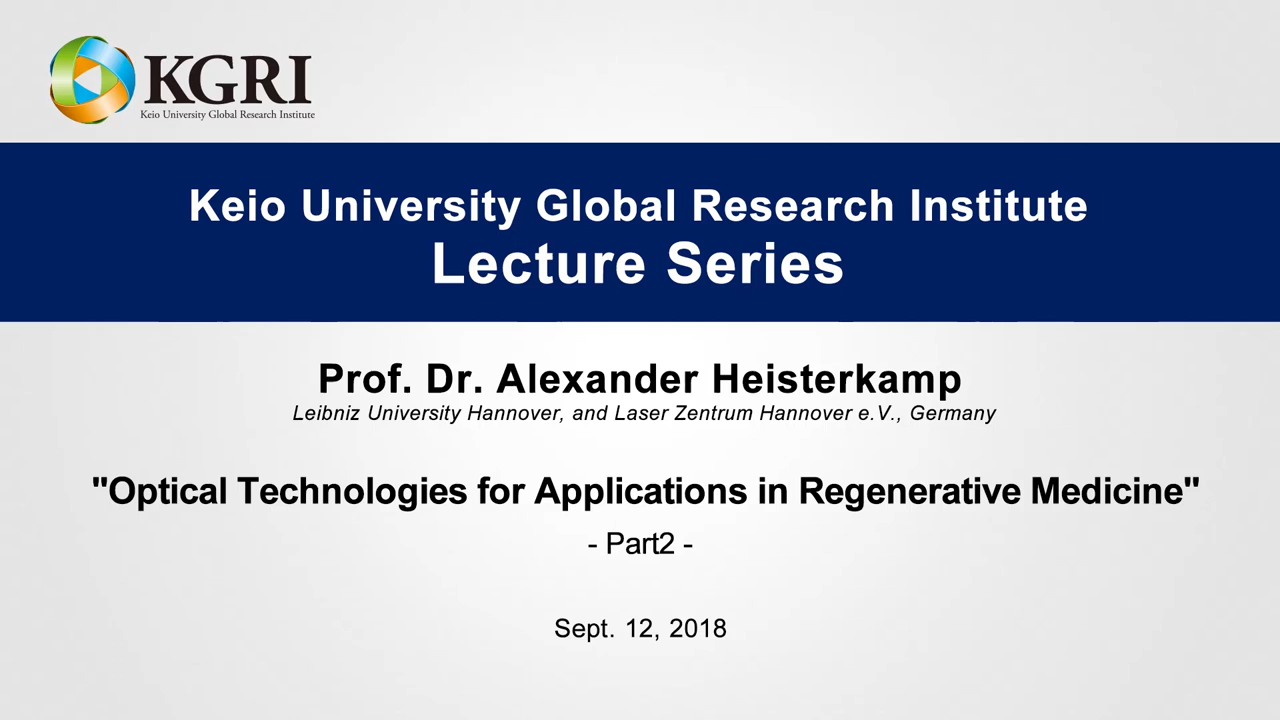 KGRI
Keio University Global Research Institute
Keio University Global Research Institute
Lecture Series
Prof. Dr. Alexander Heisterkamp
Leibniz University Hannover, and Laser Zentrum Hannover e.V., Germany
"Optical Technologies for Applications in Regenerative Medicine"
- Part2 -
Sept. 12, 2018